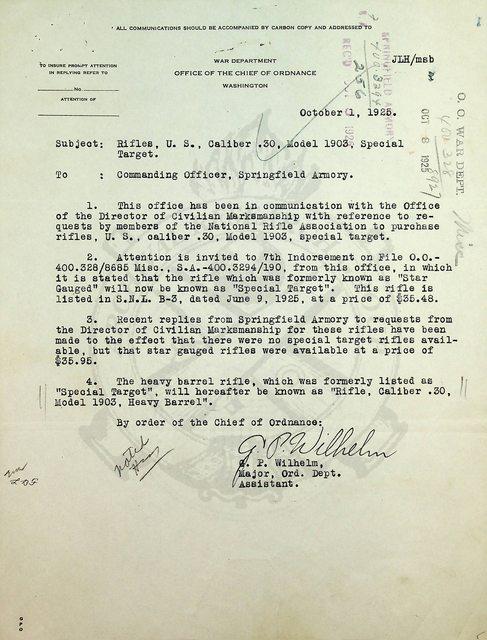 ALL COMMUNICATIONS SHOULD BE ACCOMPANIED BY CARBON COPY AND ADDRESSED TO
WAR DEPARTMENT
OFFICE OF THE CHIEF OF ORDNANCE
WASHINGTON
TO INSURE PROMPT ATTENTION
IN REPLYING REFER TO
No.
ATTENTION OF
JLH/msb
SPRINGFIELD ARMORY
REC'D
O. O. WAR DEPT.
OCT 8 1925
October 1, 1925.
Subject: Rifles, U. S., Caliber .30, Model 1903, Special
Target.
To : Commanding Officer, Springfield Armory.
1. This office has been in communication with the Office
of the Director of Civilian Marksmanship with reference to re-
quests by members of the National Rifle Association to purchase
rifles, U. S., caliber .30, Model 1903, special target.
2. Attention is invited to 7th Indorsement on File O.O.-
400.328/8685 Misc., S.A.-400.3294/190, from this office, in which
it is stated that the rifle which was formerly known as "Star
Gauged" will now be known as "Special Target". This rifle is
listed in S.N.L. B-3, dated June 9, 1925, at a price of $35.48.
3. Recent replies from Springfield Armory to requests from
the Director of Civilian Marksmanship for these rifles have been
made to the effect that there were no special target rifles avail-
able, but that star gauged rifles were available at a price of
$35.95.
4. The heavy barrel rifle, which was formerly listed as
"Special Target", will hereafter be known as "Rifle, Caliber .30,
Model 1903, Heavy Barrel".
By order of the Chief of Ordnance:
G. P. Wilhelm
G. P. Wilhelm,
Major, Ord. Dept.
Assistant.
noted